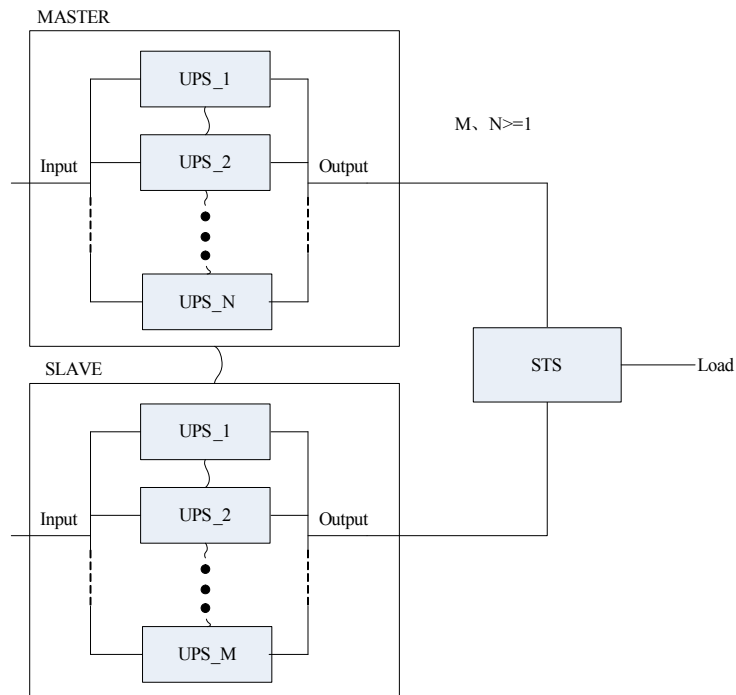 MASTER
UPS_1
M、N>=1
Input
UPS_2
Output
UPS_N
STS
Load
SLAVE
UPS_1
Input
UPS_2
Output
UPS_M